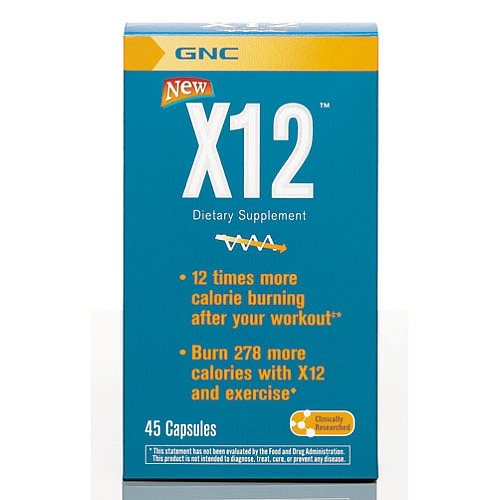 GNC
New
X12™
Dietary Supplement
• 12 times more
calorie burning
after your workout‡*
• Burn 278 more
calories with X12
and exercise♦
Clinically
Researched
45 Capsules
* This statement has not been evaluated by the Food and Drug Administration.
This product is not intended to diagnose, treat, cure, or prevent any disease.